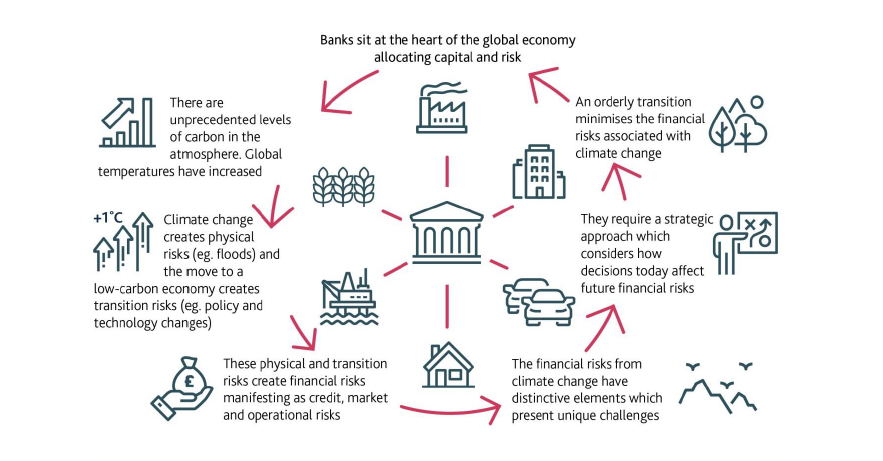 Banks sit at the heart of the global economy
allocating capital and risk
There are
unprecedented levels
of carbon in the
atmosphere. Global
temperatures have increased
+1°C
Climate change
creates physical
risks (eg. floods) and
the move to a
low-carbon economy creates
transition risks (eg. policy and
technology changes)
£
These physical and transition
risks create financial risks
manifesting as credit, market
and operational risks
The financial risks from
climate change have
distinctive elements which
present unique challenges
They require a strategic
approach which
considers how
decisions today affect
future financial risks
An orderly transition
minimises the financial
risks associated with
climate change